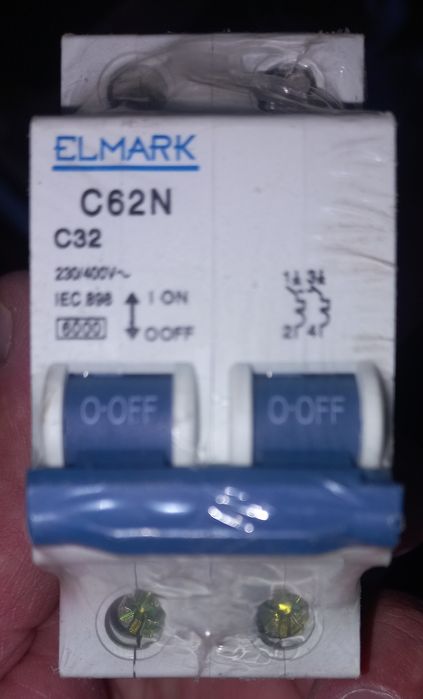 ELMARK
C62N
C32
230/400V~
IEC 898
6000
I ON
O OFF
1 3
2 4
O-OFF O-OFF